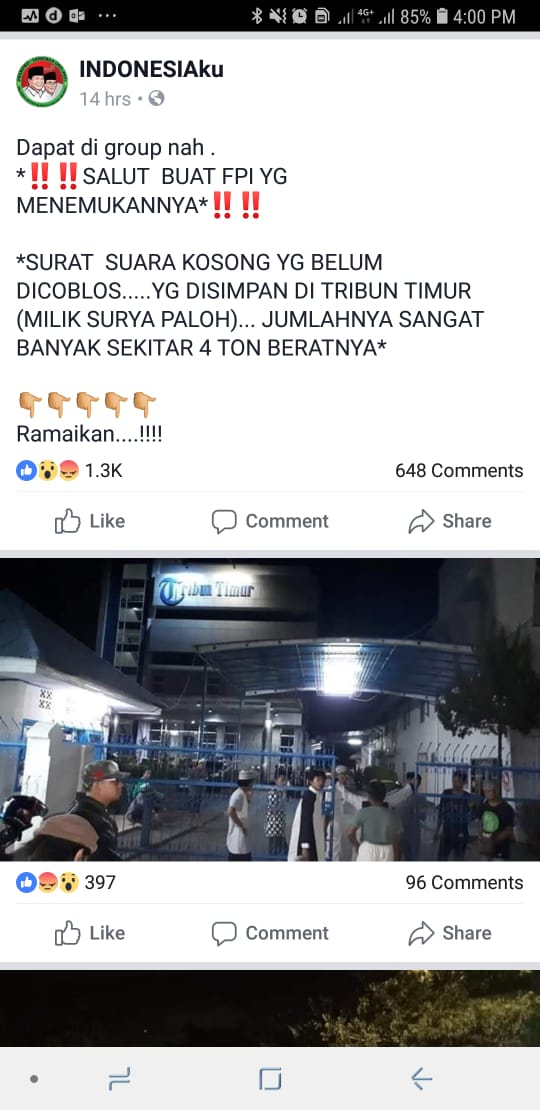 85% 4:00 PM
INDONESIAku
14 hrs
Dapat di group nah .
*‼️ ‼️SALUT  BUAT FPI YG
MENEMUKANNYA*‼️ ‼️
*SURAT  SUARA KOSONG YG BELUM
DICOBLOS.....YG DISIMPAN DI TRIBUN TIMUR
(MILIK SURYA PALOH)... JUMLAHNYA SANGAT
BANYAK SEKITAR 4 TON BERATNYA*
👇🏼👇🏼👇🏼👇🏼👇🏼
Ramaikan....!!!!
1.3K 648 Comments
Like Comment Share
Tribun Timur
397 96 Comments
Like Comment Share